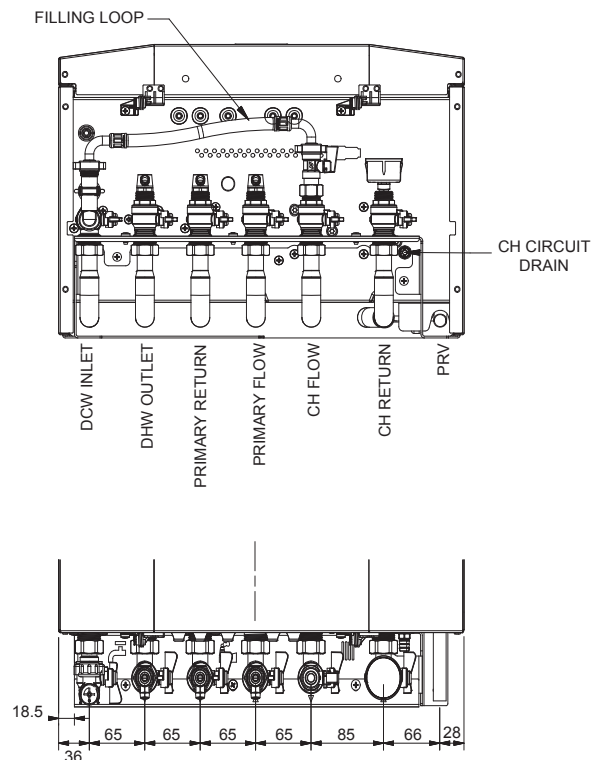 FILLING LOOP
CH CIRCUIT
DRAIN
DCW INLET
DHW OUTLET
PRIMARY RETURN
PRIMARY FLOW
CH FLOW
CH RETURN
PRV
18.5
36
65
65
65
65
85
66
28